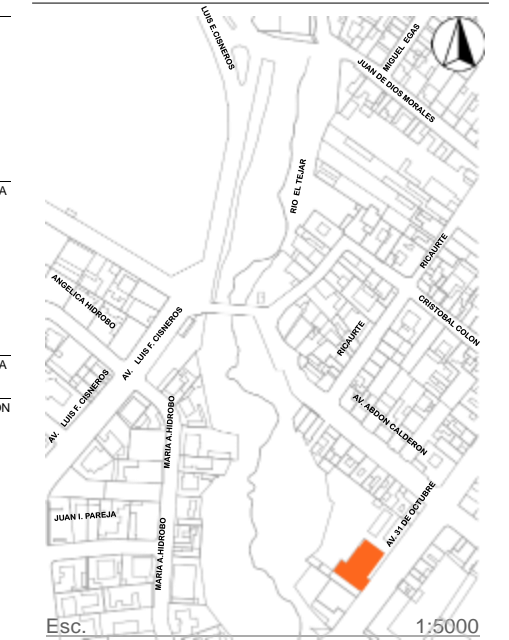 LUIS E.CISNEROS
MIGUEL EGAS
JUAN DE DIOS MORALES
RIO EL TEJAR
A
RICAURTE
ANGELICA HIDROBO
CRISTOBAL COLON
AV. LUIS F. CISNEROS
RICAURTE
A
AV. LUIS F. CISNEROS
ON
MARIA A.HIDROBO
AV. ABDON CALDERON
JUAN I. PAREJA
AV. 31 DE OCTUBRE
MARIA A.HIDROBO
Esc. 1:5000